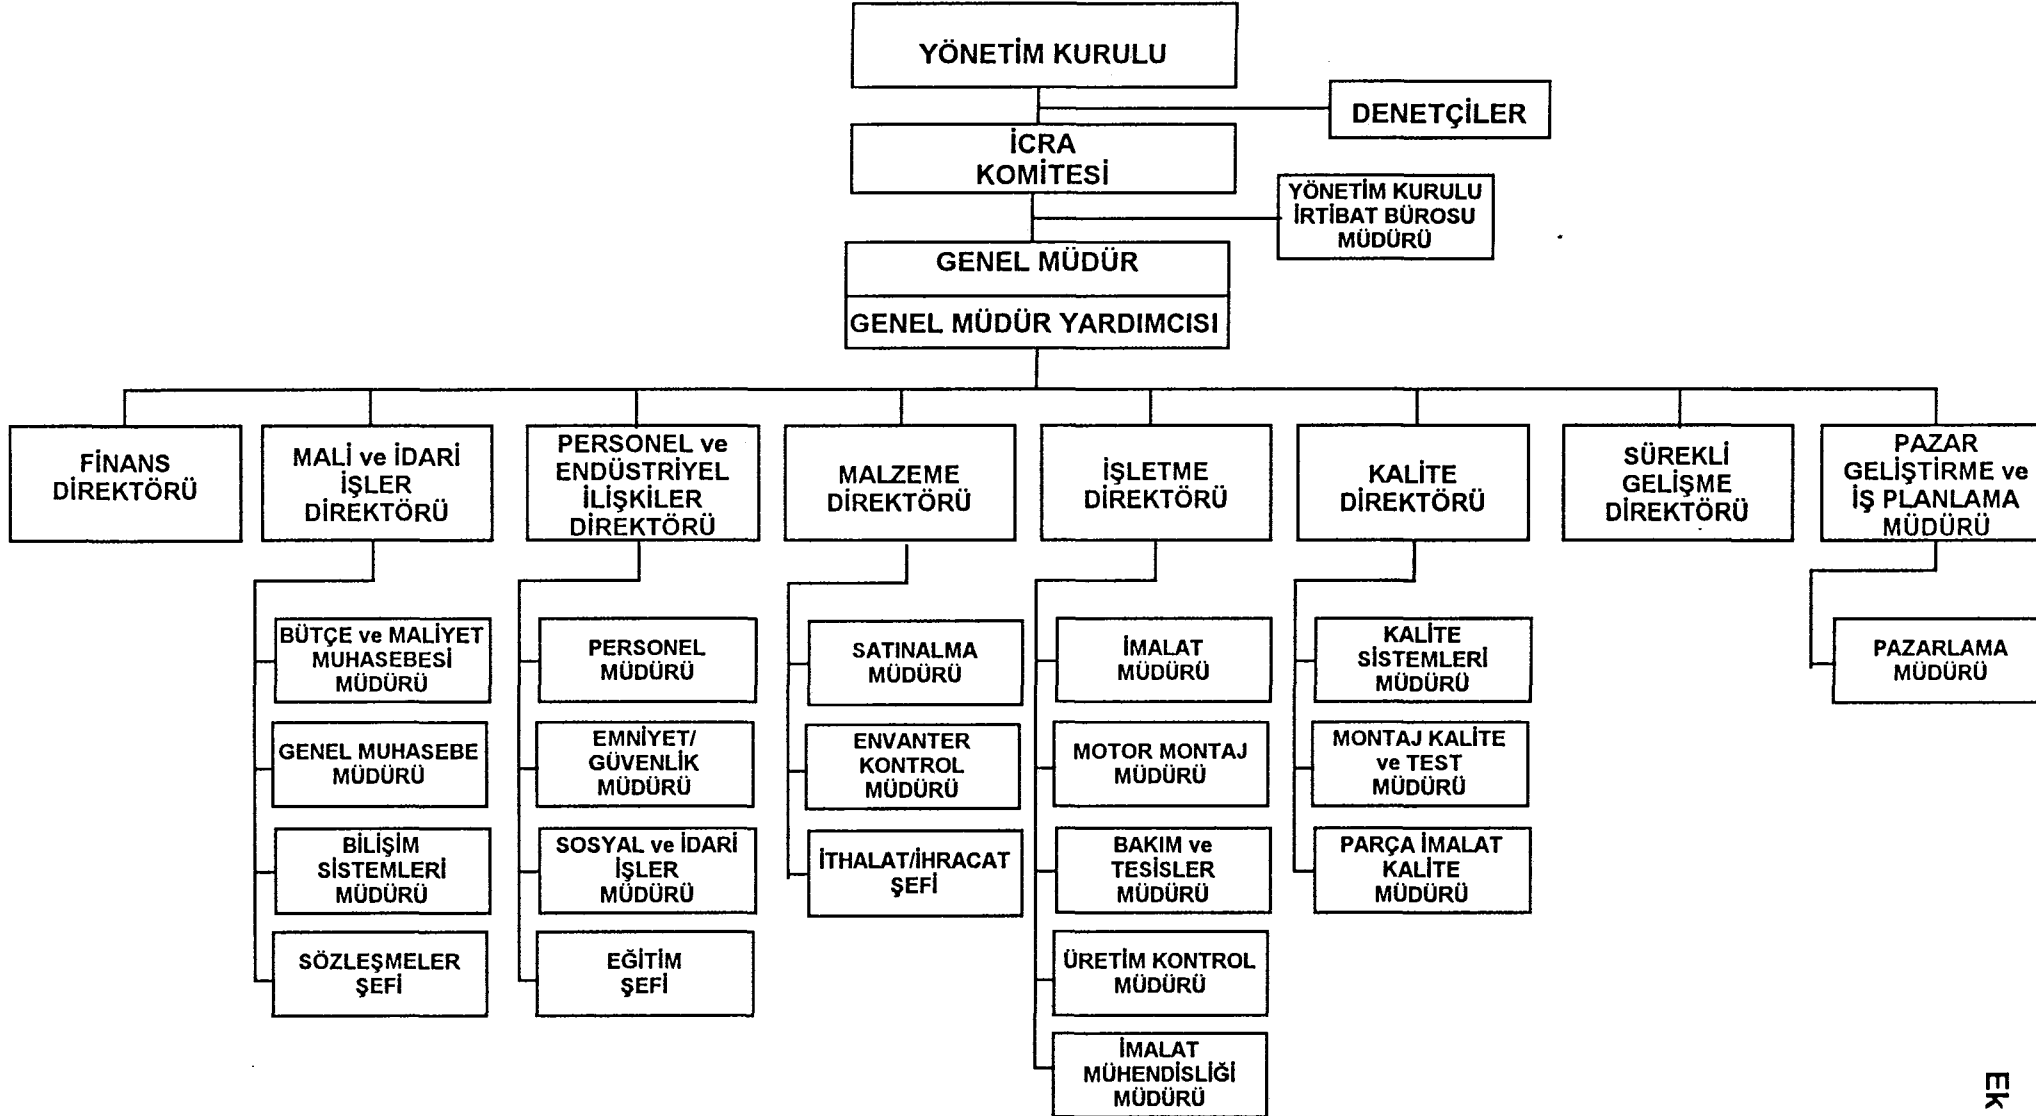 YÖNETİM KURULU
DENETÇİLER
İCRA
KOMİTESİ
YÖNETİM KURULU
İRTİBAT BÜROSU
MÜDÜRÜ
GENEL MÜDÜR
GENEL MÜDÜR YARDIMCISI
FİNANS
DİREKTÖRÜ
MALİ ve İDARİ
İŞLER
DİREKTÖRÜ
PERSONEL ve
ENDÜSTRİYEL
İLİŞKİLER
DİREKTÖRÜ
MALZEME
DİREKTÖRÜ
İŞLETME
DİREKTÖRÜ
KALİTE
DİREKTÖRÜ
SÜREKLİ
GELİŞME
DİREKTÖRÜ
PAZAR
GELİŞTİRME ve
İŞ PLANLAMA
MÜDÜRÜ
BÜTÇE ve MALİYET
MUHASEBESİ
MÜDÜRÜ
GENEL MUHASEBE
MÜDÜRÜ
BİLİŞİM
SİSTEMLERİ
MÜDÜRÜ
SÖZLEŞMELER
ŞEFİ
PERSONEL
MÜDÜRÜ
EMNİYET/
GÜVENLİK
MÜDÜRÜ
SOSYAL ve İDARİ
İŞLER
MÜDÜRÜ
EĞİTİM
ŞEFİ
SATINALMA
MÜDÜRÜ
ENVANTER
KONTROL
MÜDÜRÜ
İTHALAT/İHRACAT
ŞEFİ
İMALAT
MÜDÜRÜ
MOTOR MONTAJ
MÜDÜRÜ
BAKIM ve
TESİSLER
MÜDÜRÜ
ÜRETİM KONTROL
MÜDÜRÜ
İMALAT
MÜHENDİSLİĞİ
MÜDÜRÜ
KALİTE
SİSTEMLERİ
MÜDÜRÜ
MONTAJ KALİTE
ve TEST
MÜDÜRÜ
PARÇA İMALAT
KALİTE
MÜDÜRÜ
PAZARLAMA
MÜDÜRÜ
Ek